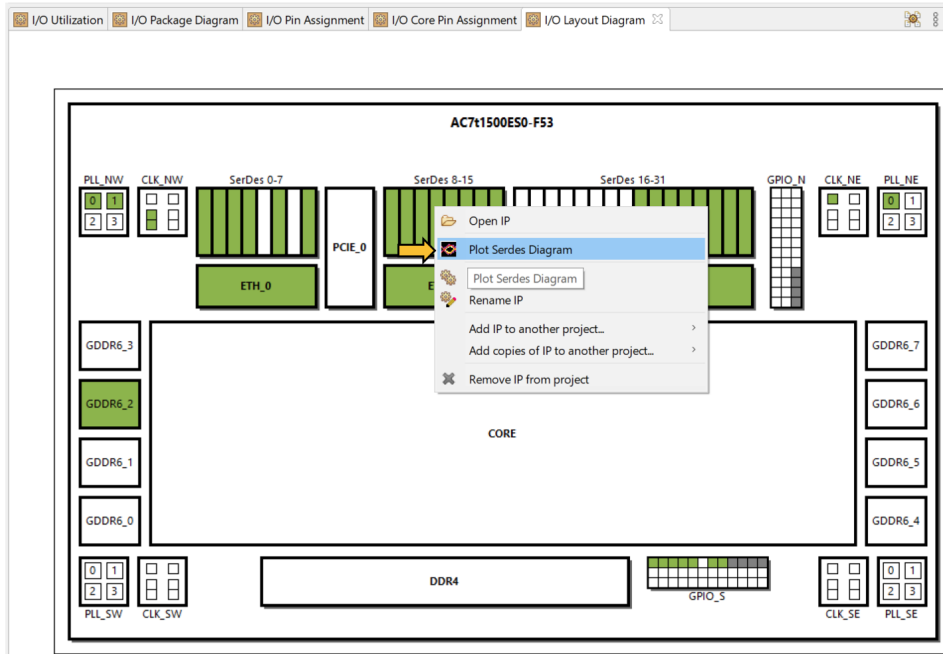 I/O Utilization I/O Package Diagram I/O Pin Assignment I/O Core Pin Assignment I/O Layout Diagram
AC7t1500ES0-F53
PLL_NW CLK_NW SerDes 0-7 SerDes 8-15 SerDes 16-31 GPIO_N CLK_NE PLL_NE
0 1 0 1
2 3 2 3
PCIE_0
Open IP
Plot Serdes Diagram
Plot Serdes Diagram
ETH_0 E
Rename IP
Add IP to another project...
Add copies of IP to another project...
Remove IP from project
GDDR6_3 GDDR6_7
GDDR6_2 GDDR6_6
CORE
GDDR6_1 GDDR6_5
GDDR6_0 GDDR6_4
0 1 0 1
DDR4
2 3 2 3
GPIO_S
PLL_SW CLK_SW CLK_SE PLL_SE